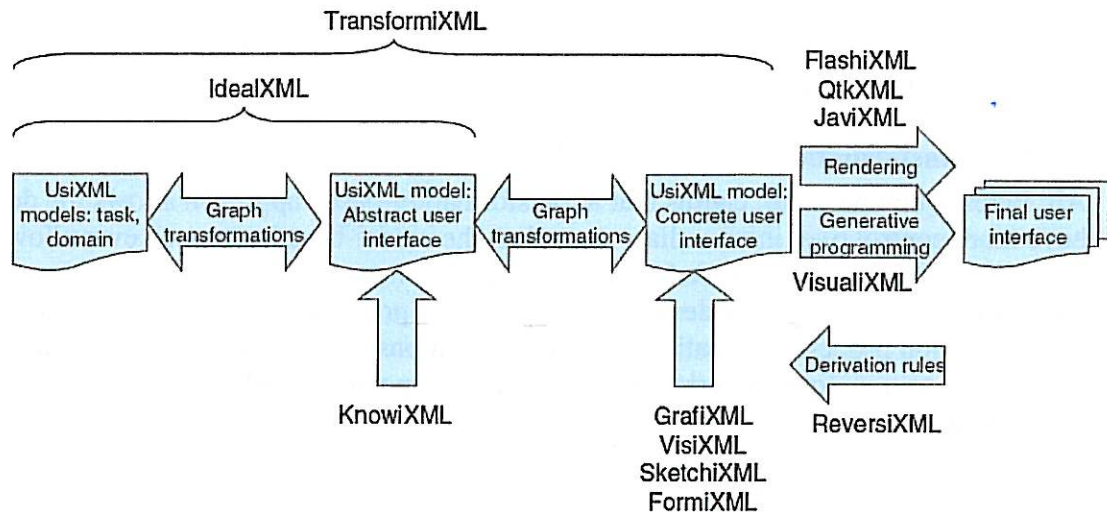 TransformiXML
IdealXML
FlashiXML
QtkXML
JaviXML
Rendering
UsiXML
models: task,
domain
Graph
transformations
UsiXML model:
Abstract user
interface
Graph
transformations
UsiXML model:
Concrete user
interface
Generative
programming
Final user
interface
VisualiXML
Derivation rules
ReversiXML
KnowiXML
GrafiXML
VisiXML
SketchiXML
FormiXML